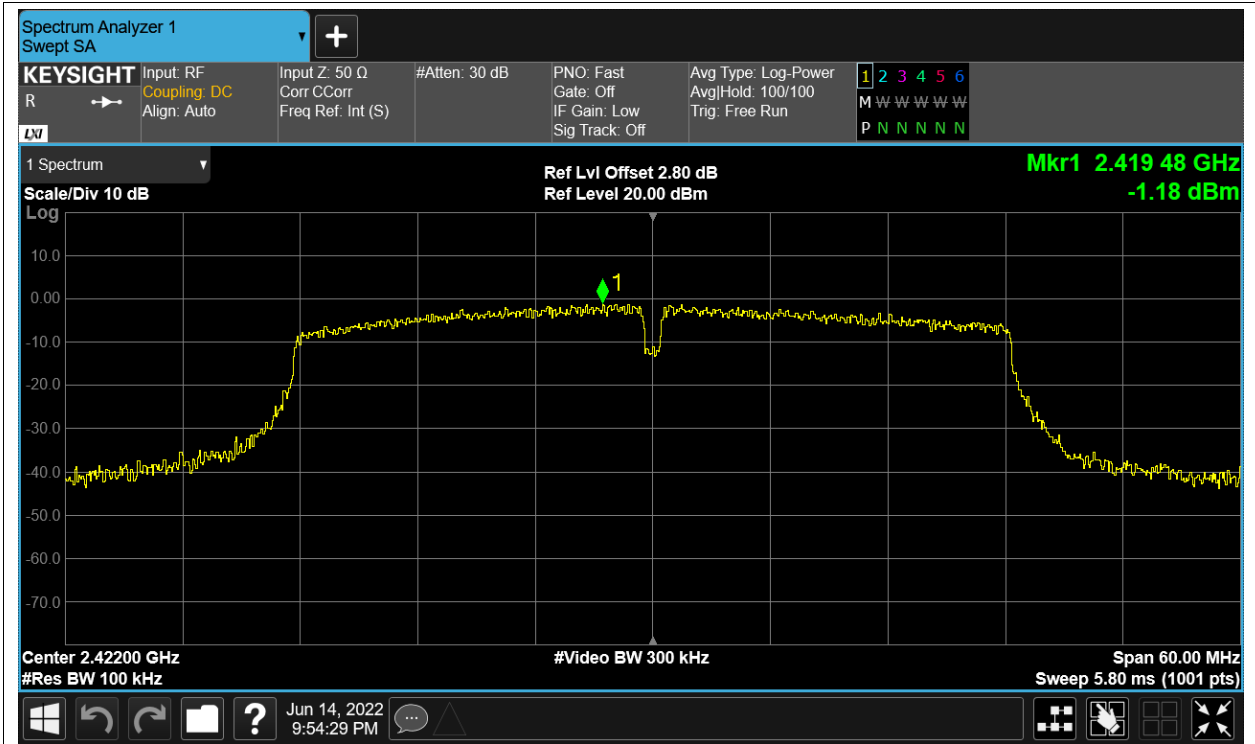 Spectrum Analyzer 1
Swept SA
KEYSIGHT
R
LXI
Input: RF
Coupling: DC
Align: Auto
Input Z: 50 Ω
Corr CCorr
Freq Ref: Int (S)
#Atten: 30 dB
PNO: Fast
Gate: Off
IF Gain: Low
Sig Track: Off
Avg Type: Log-Power
Avg|Hold: 100/100
Trig: Free Run
1 2 3 4 5 6
M W W W W W
P N N N N N
1 Spectrum
Scale/Div 10 dB
Ref Lvl Offset 2.80 dB
Ref Level 20.00 dBm
Mkr1 2.419 48 GHz
-1.18 dBm
Log
10.0
0.00
-10.0
-20.0
-30.0
-40.0
-50.0
-60.0
-70.0
1
Center 2.42200 GHz
#Res BW 100 kHz
#Video BW 300 kHz
Span 60.00 MHz
Sweep 5.80 ms (1001 pts)
?
Jun 14, 2022
9:54:29 PM